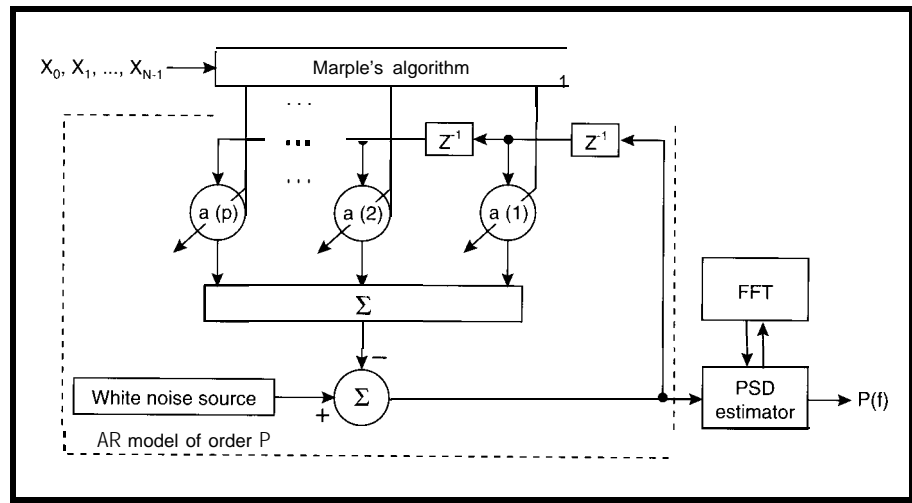 X0, X1, ..., XN-1
Marple's algorithm
1
...
...
...
Z-1
Z-1
a (p)
a (2)
a (1)
Σ
FFT
−
White noise source
+
Σ
PSD
estimator
P(f)
AR model of order P